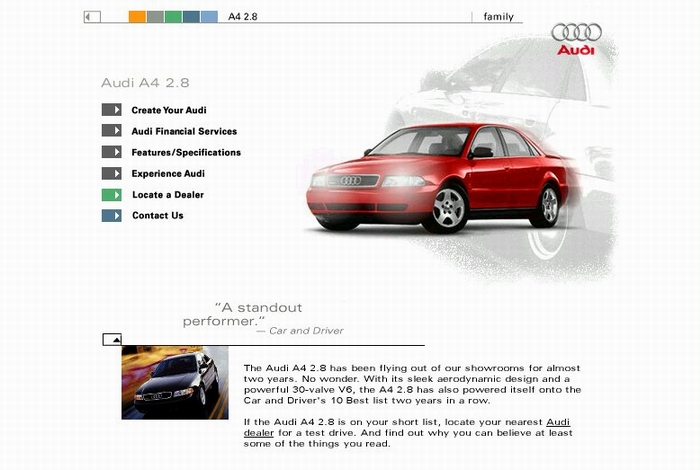 A4 2.8
family
Audi
Audi A4 2.8
Create Your Audi
Audi Financial Services
Features/Specifications
Experience Audi
Locate a Dealer
Contact Us
“A standout
performer.“
— Car and Driver
The Audi A4 2.8 has been flying out of our showrooms for almost
two years. No wonder. With its sleek aerodynamic design and a
powerful 30-valve V6, the A4 2.8 has also powered itself onto the
Car and Driver's 10 Best list two years in a row.
If the Audi A4 2.8 is on your short list, locate your nearest Audi
dealer for a test drive. And find out why you can believe at least
some of the things you read.